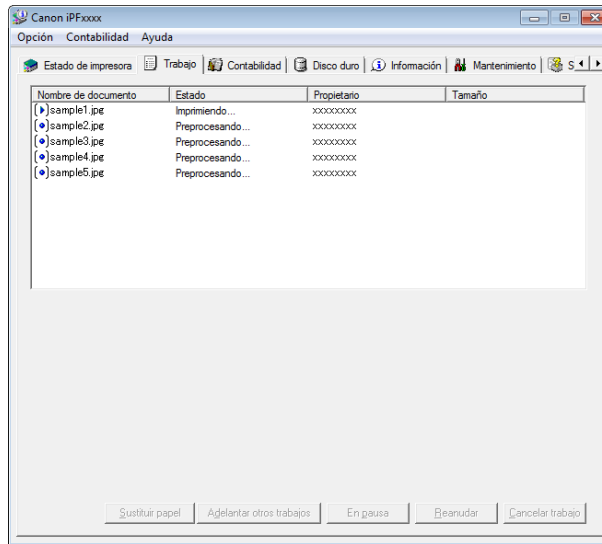 Canon iPFxxxx
Opción Contabilidad Ayuda
Estado de impresora Trabajo Contabilidad Disco duro Información Mantenimiento S
Nombre de documento Estado Propietario Tamaño
sample1.jpg Imprimiendo... xxxxxxxx
sample2.jpg Preprocesando... xxxxxxxx
sample3.jpg Preprocesando... xxxxxxxx
sample4.jpg Preprocesando... xxxxxxxx
sample5.jpg Preprocesando... xxxxxxxx
Sustituir papel Adelantar otros trabajos En pausa Reanudar Cancelar trabajo